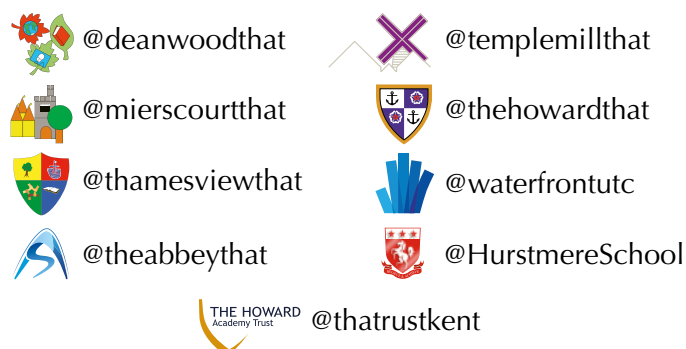 @deanwoodthat
@templemillthat
@mierscourtthat
@thehowardthat
@thamesviewthat
@waterfrontutc
@theabbeythat
@HurstmereSchool
THE HOWARD
Academy Trust
@thatrustkent